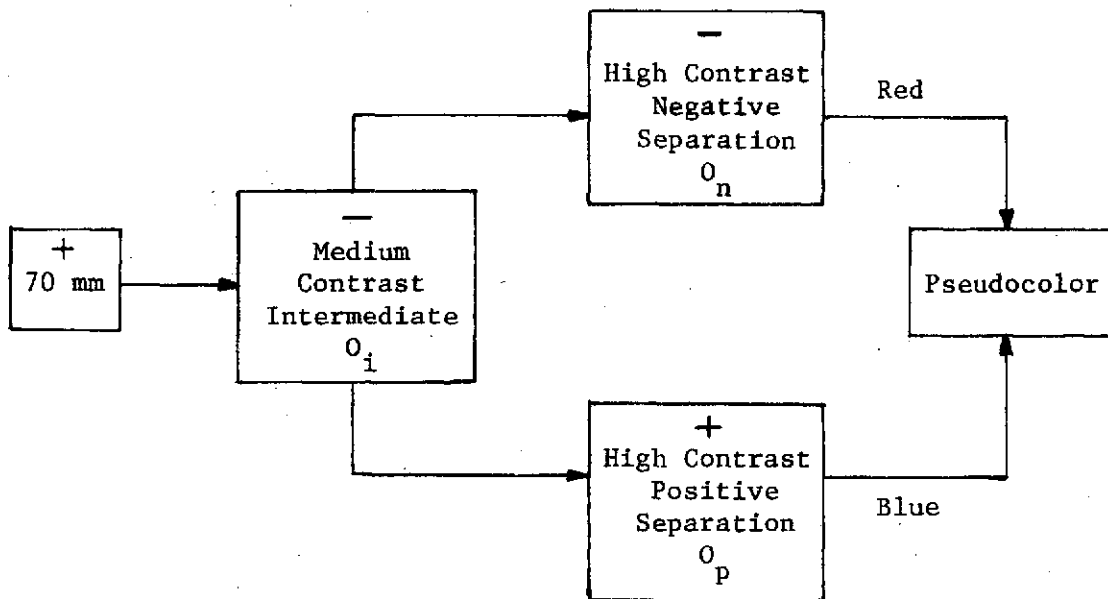 +
70 mm
−
Medium
Contrast
Intermediate
O_i
−
High Contrast
Negative
Separation
O_n
Red
+
High Contrast
Positive
Separation
O_p
Blue
Pseudocolor